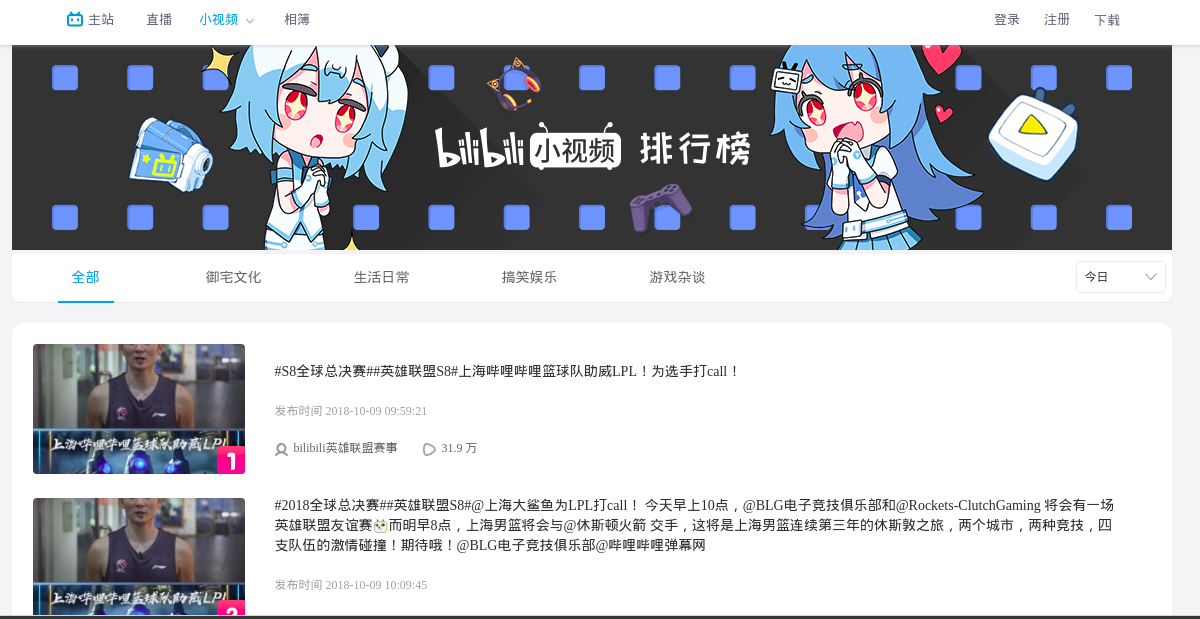 主站 直播 小视频 相簿 登录 注册 下载
bilibili 小视频 排行榜
全部 御宅文化 生活日常 搞笑娱乐 游戏杂谈 今日
#S8全球总决赛##英雄联盟S8#上海哔哩哔哩篮球队助威LPL！为选手打call！
发布时间 2018-10-09 09:59:21
上海哔哩哔哩篮球队助威LPL
1
bilibili英雄联盟赛事 31.9 万
#2018全球总决赛##英雄联盟S8#@上海大鲨鱼为LPL打call！ 今天早上10点，@BLG电子竞技俱乐部和@Rockets-ClutchGaming 将会有一场
英雄联盟友谊赛而明早8点，上海男篮将会与@休斯顿火箭 交手，这将是上海男篮连续第三年的休斯敦之旅，两个城市，两种竞技，四
支队伍的激情碰撞！期待哦！@BLG电子竞技俱乐部@哔哩哔哩弹幕网
发布时间 2018-10-09 10:09:45
上海哔哩哔哩篮球队助威LPL
2